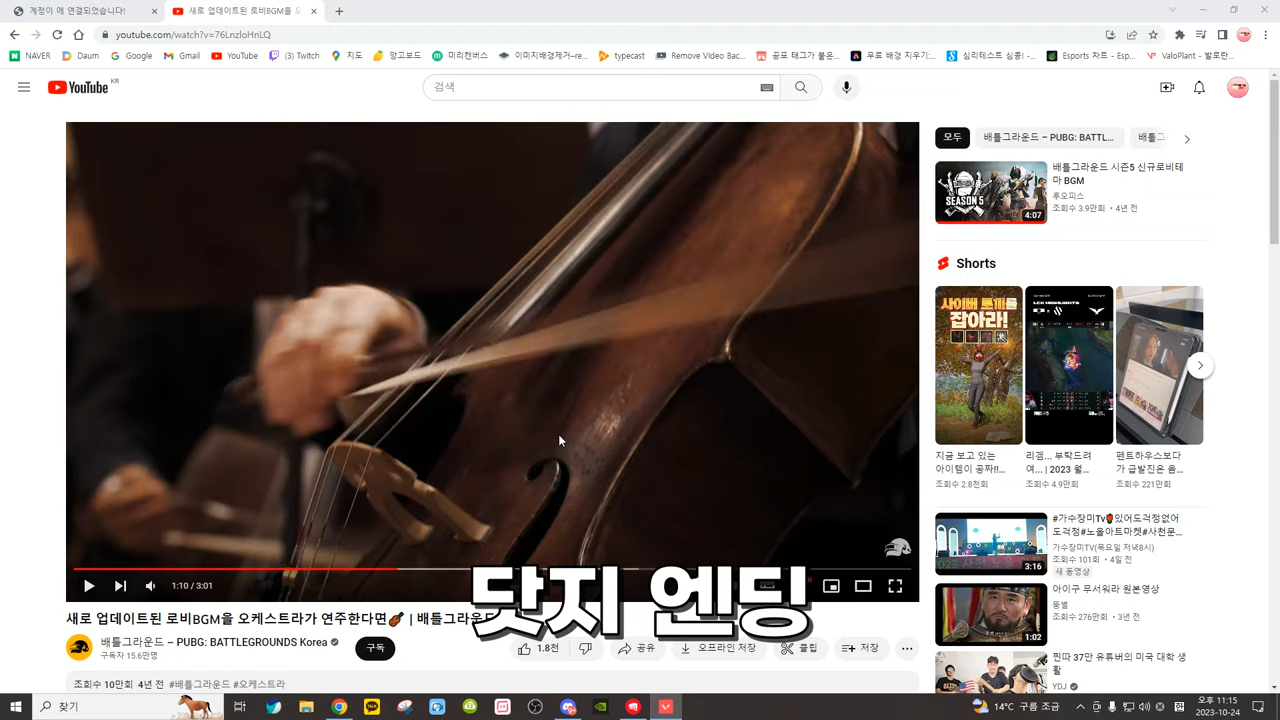 계정이 에 연결되었습니다!
새로 업데이트된 로비BGM을 오
youtube.com/watch?v=76LnzloHnLQ
NAVER
Daum
Google
Gmail
YouTube
(3) Twitch
지도
망고보드
미리캔버스
이미지배경제거-re...
typecast
Remove Video Bac...
공포 태그가 붙은...
무료 배경 지우기:...
심리테스트 심콩! -...
Esports 차트 - Est...
ValoPlant - 발로란...
YouTube KR
검색
모두
배틀그라운드 – PUBG: BATTL...
배틀그
SEASON 5
4:07
배틀그라운드 시즌5 신규로비테
마 BGM
루오피스
조회수 3.9만회 • 4년 전
Shorts
사이버 토끼를
잡아라!
LCK HIGHLIGHTS
지금 보고 있는
아이템이 공짜!!...
조회수 2.8천회
리젠... 부탁드려
여... | 2023 월...
조회수 4.9만회
펜트하우스보다
가 급발진온 음...
조회수 221만회
3:16
#가수장미Tv🌹있어도걱정없어
도걱정#노을아트마켓#사천문...
가수장미TV(목요일 저녁8시)
조회수 101회 • 4일 전
새 동영상
1:02
아이구 무서워라 원본영상
뚱벌
조회수 276만회 • 3년 전
찐따 37만 유튜버의 미국 대학 생
활
YDJ
1:10 / 3:01
닷지 엔딩
새로 업데이트된 로비BGM을 오케스트라가 연주한다면🎻 | 배틀그라운드
배틀그라운드 – PUBG: BATTLEGROUNDS Korea
구독자 15.6만명
구독
1.8천
공유
오프라인 저장
클립
저장
조회수 10만회 4년 전 #배틀그라운드 #오케스트라
찾기
14°C 구름 조금
오후 11:15
2023-10-24